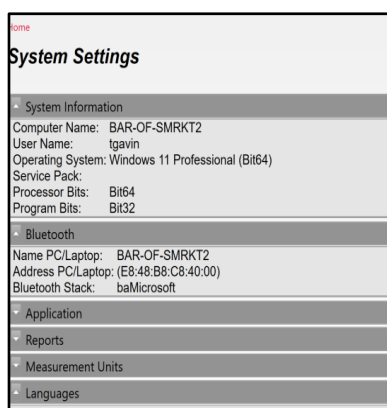 Home
System Settings
System Information
Computer Name: BAR-OF-SMRKT2
User Name: tgavin
Operating System: Windows 11 Professional (Bit64)
Service Pack:
Processor Bits: Bit64
Program Bits: Bit32
Bluetooth
Name PC/Laptop: BAR-OF-SMRKT2
Address PC/Laptop: (E8:48:B8:C8:40:00)
Bluetooth Stack: baMicrosoft
Application
Reports
Measurement Units
Languages